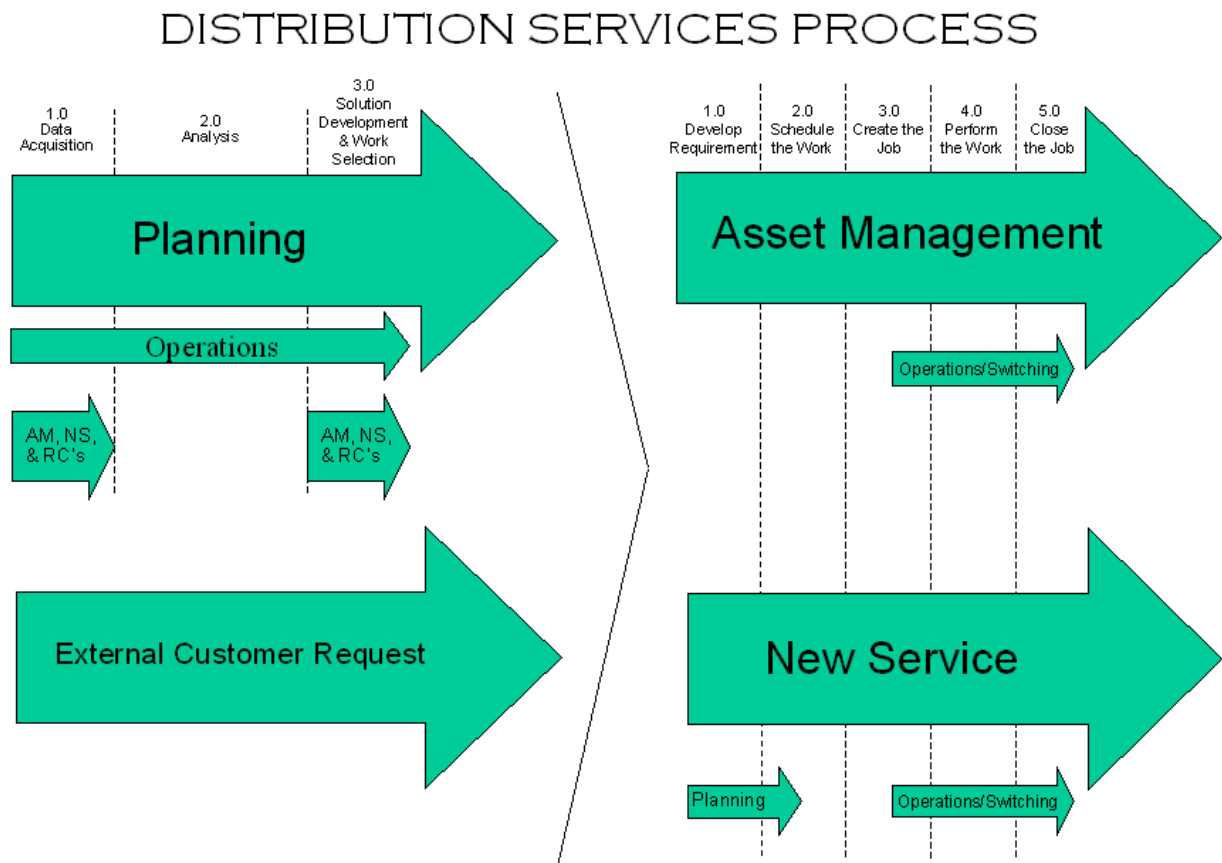 DISTRIBUTION SERVICES PROCESS
1.0
Data
Acquisition
2.0
Analysis
3.0
Solution
Development
& Work
Selection
Planning
Operations
AM, NS,
& RC's
AM, NS,
& RC's
External Customer Request
1.0
Develop
Requirement
2.0
Schedule
the Work
3.0
Create the
Job
4.0
Perform
the Work
5.0
Close
the Job
Asset Management
Operations/Switching
New Service
Planning
Operations/Switching